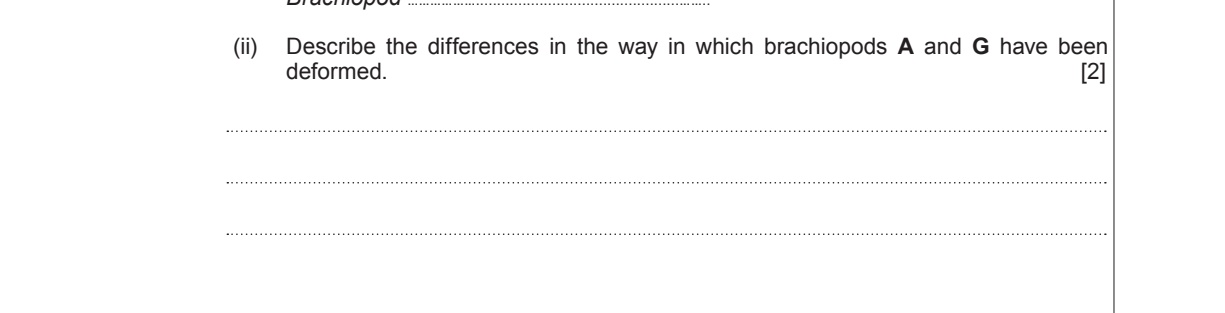 Brachiopod ..........................................................................
(ii) Describe the differences in the way in which brachiopods A and G have been
deformed. [2]